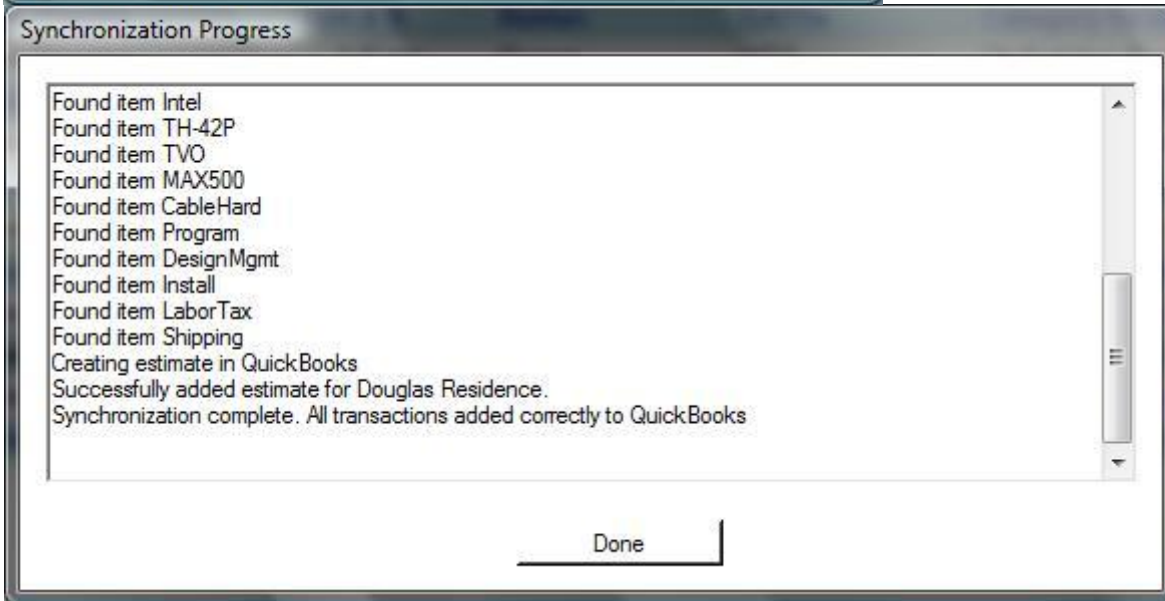 Synchronization Progress
Found item Intel
Found item TH-42P
Found item TVO
Found item MAX500
Found item CableHard
Found item Program
Found item DesignMgmt
Found item Install
Found item LaborTax
Found item Shipping
Creating estimate in QuickBooks
Successfully added estimate for Douglas Residence.
Synchronization complete. All transactions added correctly to QuickBooks
Done